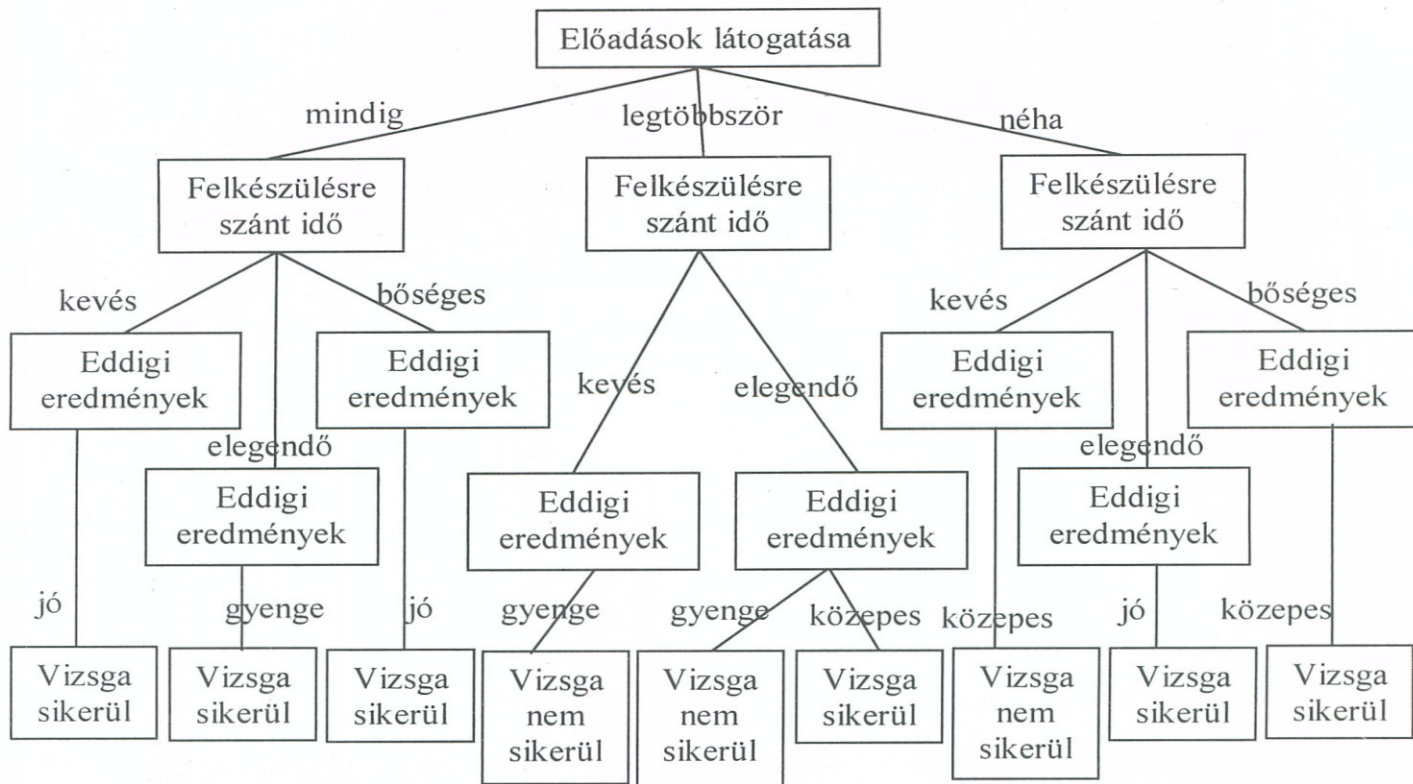 Előadások látogatása
mindig
legtöbbször
néha
Felkészülésre
szánt idő
Felkészülésre
szánt idő
Felkészülésre
szánt idő
kevés
bőséges
kevés
bőséges
Eddigi
eredmények
Eddigi
eredmények
kevés
elegendő
Eddigi
eredmények
Eddigi
eredmények
elegendő
elegendő
Eddigi
eredmények
Eddigi
eredmények
Eddigi
eredmények
Eddigi
eredmények
jó
gyenge
jó
gyenge
gyenge
közepes
közepes
jó
közepes
Vizsga
sikerül
Vizsga
sikerül
Vizsga
sikerül
Vizsga
nem
sikerül
Vizsga
nem
sikerül
Vizsga
sikerül
Vizsga
nem
sikerül
Vizsga
sikerül
Vizsga
sikerül